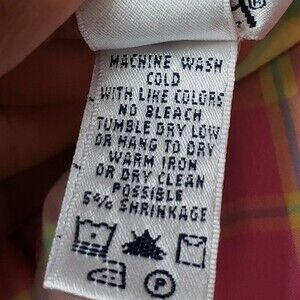 MACHINE WASH
COLD
WITH LIKE COLORS
NO BLEACH
TUMBLE DRY LOW
OR HANG TO DRY
WARM IRON
OR DRY CLEAN
POSSIBLE
5% SHRINKAGE
P